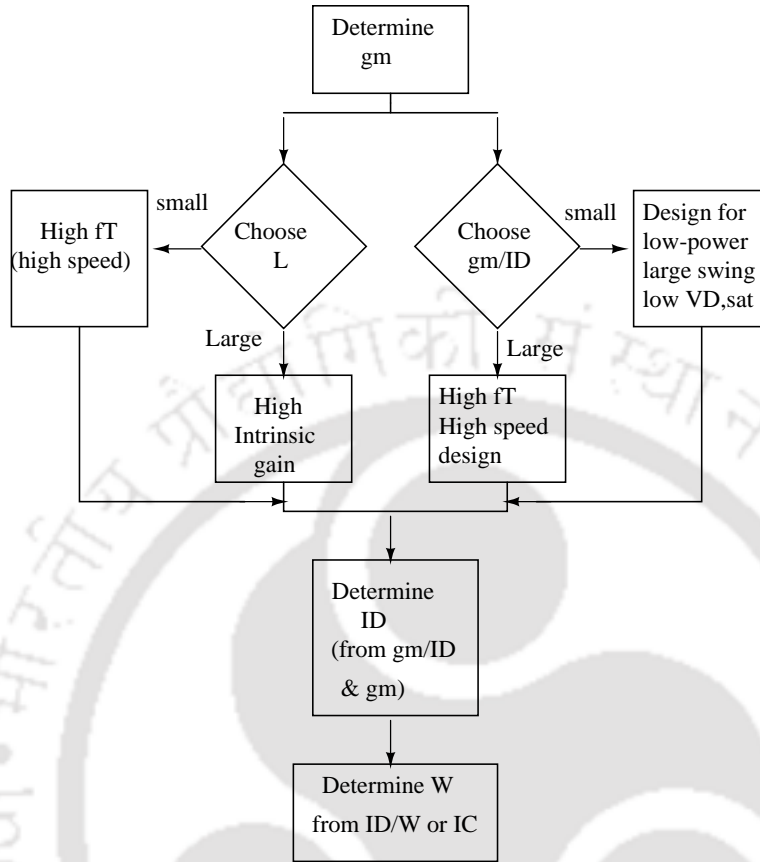 Determine
gm
small
High fT
(high speed)
Choose
L
Choose
gm/ID
small
Design for
low-power
large swing
low VD,sat
Large
Large
High
Intrinsic
gain
High fT
High speed
design
Determine
ID
(from gm/ID
& gm)
Determine W
from ID/W or IC